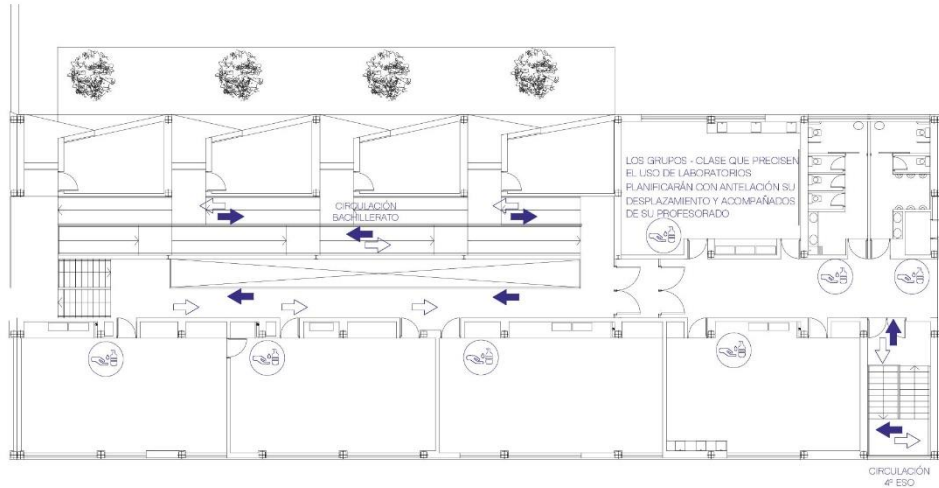 LOS GRUPOS - CLASE QUE PRECISEN
EL USO DE LABORATORIOS
PLANIFICARÁN CON ANTELACIÓN SU
DESPLAZAMIENTO Y ACOMPAÑADOS
DE SU PROFESORADO
CIRCULACIÓN
BACHILLERATO
CIRCULACIÓN
4º ESO